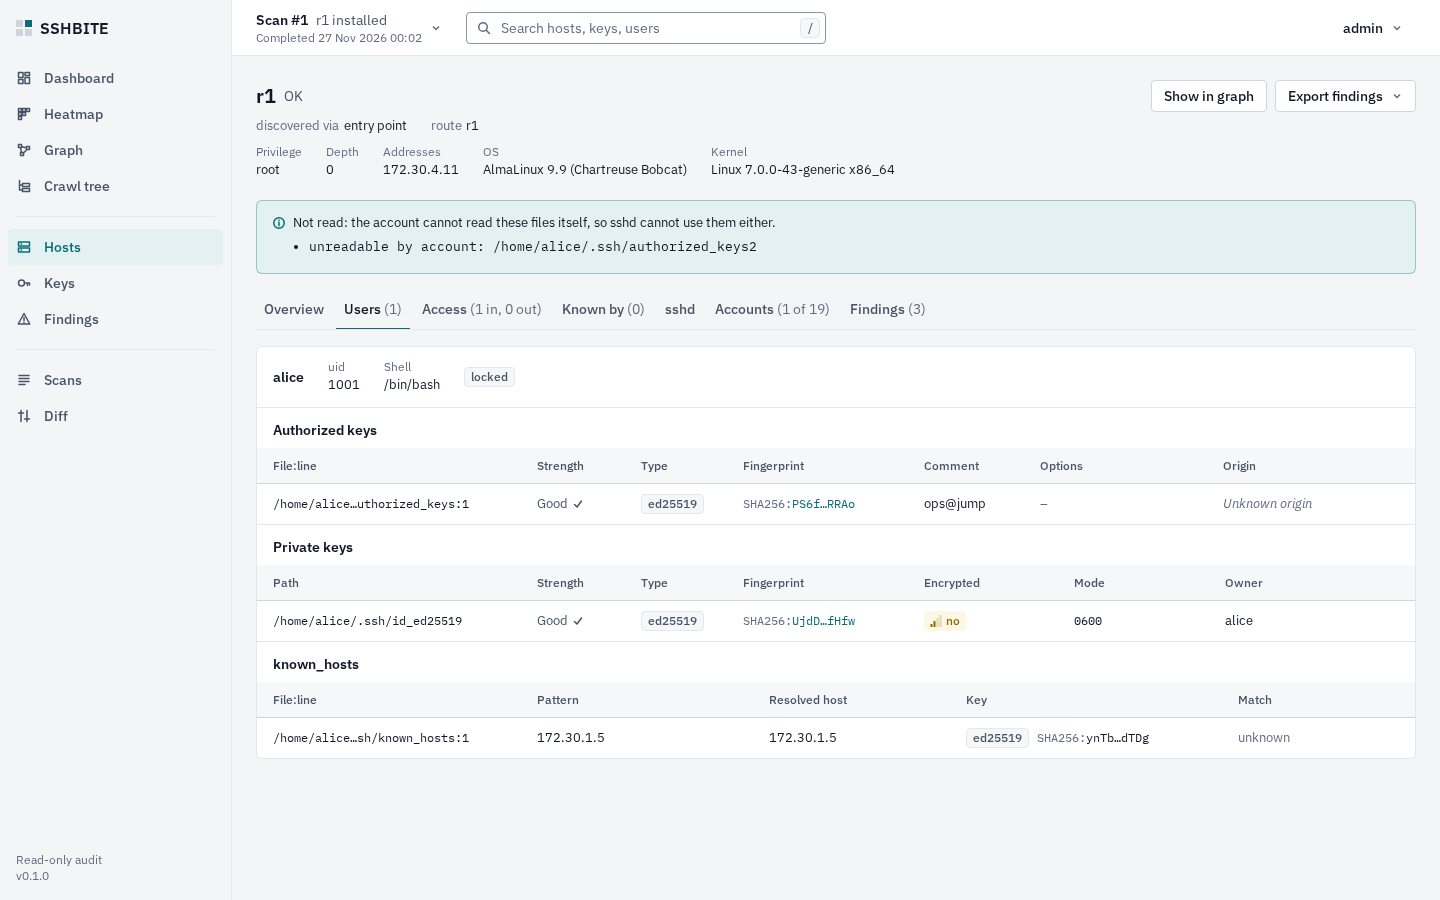 SSHBITE
Dashboard
Heatmap
Graph
Crawl tree
Hosts
Keys
Findings
Scans
Diff
Read-only audit
v0.1.0
Scan #1 r1 installed
Completed 27 Nov 2026 00:02
Search hosts, keys, users /
admin
r1 OK
Show in graph
Export findings
discovered via entry point route r1
Privilege Depth Addresses OS Kernel
root 0 172.30.4.11 AlmaLinux 9.9 (Chartreuse Bobcat) Linux 7.0.0-43-generic x86_64
Not read: the account cannot read these files itself, so sshd cannot use them either.
• unreadable by account: /home/alice/.ssh/authorized_keys2
Overview Users (1) Access (1 in, 0 out) Known by (0) sshd Accounts (1 of 19) Findings (3)
alice uid 1001 Shell /bin/bash locked
Authorized keys
File:line Strength Type Fingerprint Comment Options Origin
/home/alice…uthorized_keys:1 Good ✓ ed25519 SHA256:PS6f…RRAo ops@jump – Unknown origin
Private keys
Path Strength Type Fingerprint Encrypted Mode Owner
/home/alice/.ssh/id_ed25519 Good ✓ ed25519 SHA256:UjdD…fHfw no 0600 alice
known_hosts
File:line Pattern Resolved host Key Match
/home/alice…sh/known_hosts:1 172.30.1.5 172.30.1.5 ed25519 SHA256:ynTb…dTDg unknown